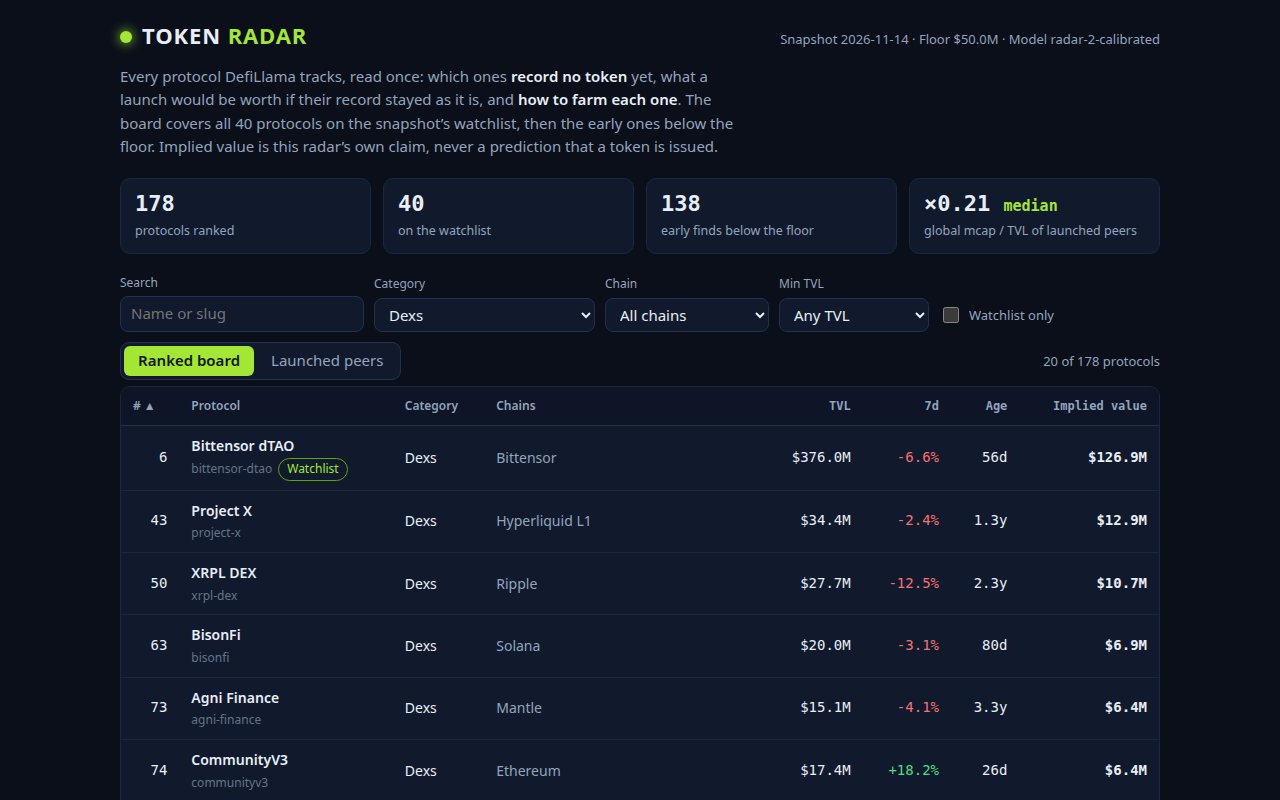 TOKEN RADAR
Snapshot 2026-11-14 · Floor $50.0M · Model radar-2-calibrated
Every protocol DefiLlama tracks, read once: which ones record no token yet, what a
launch would be worth if their record stayed as it is, and how to farm each one. The
board covers all 40 protocols on the snapshot's watchlist, then the early ones below the
floor. Implied value is this radar's own claim, never a prediction that a token is issued.
178
protocols ranked
40
on the watchlist
138
early finds below the floor
×0.21 median
global mcap / TVL of launched peers
Search
Name or slug
Category
Dexs
Chain
All chains
Min TVL
Any TVL
Watchlist only
Ranked board
Launched peers
20 of 178 protocols
# ▲ Protocol Category Chains TVL 7d Age Implied value
6 Bittensor dTAO Dexs Bittensor $376.0M -6.6% 56d $126.9M
bittensor-dtao Watchlist
43 Project X Dexs Hyperliquid L1 $34.4M -2.4% 1.3y $12.9M
project-x
50 XRPL DEX Dexs Ripple $27.7M -12.5% 2.3y $10.7M
xrpl-dex
63 BisonFi Dexs Solana $20.0M -3.1% 80d $6.9M
bisonfi
73 Agni Finance Dexs Mantle $15.1M -4.1% 3.3y $6.4M
agni-finance
74 CommunityV3 Dexs Ethereum $17.4M +18.2% 26d $6.4M
communityv3